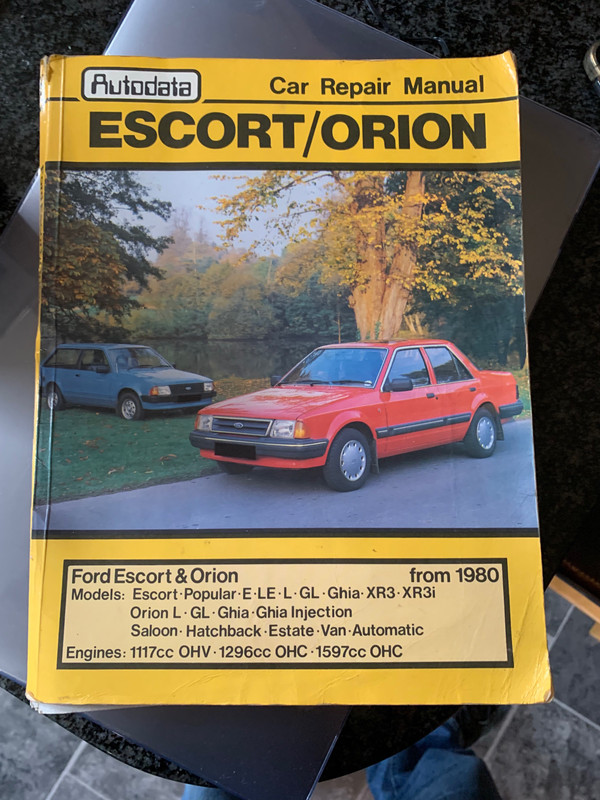 Autodata
Car Repair Manual
ESCORT/ORION
Ford Escort & Orion from 1980
Models: Escort·Popular·E·LE·L·GL·Ghia·XR3·XR3i
Orion L·GL·Ghia·Ghia Injection
Saloon·Hatchback·Estate·Van·Automatic
Engines: 1117cc OHV·1296cc OHC·1597cc OHC